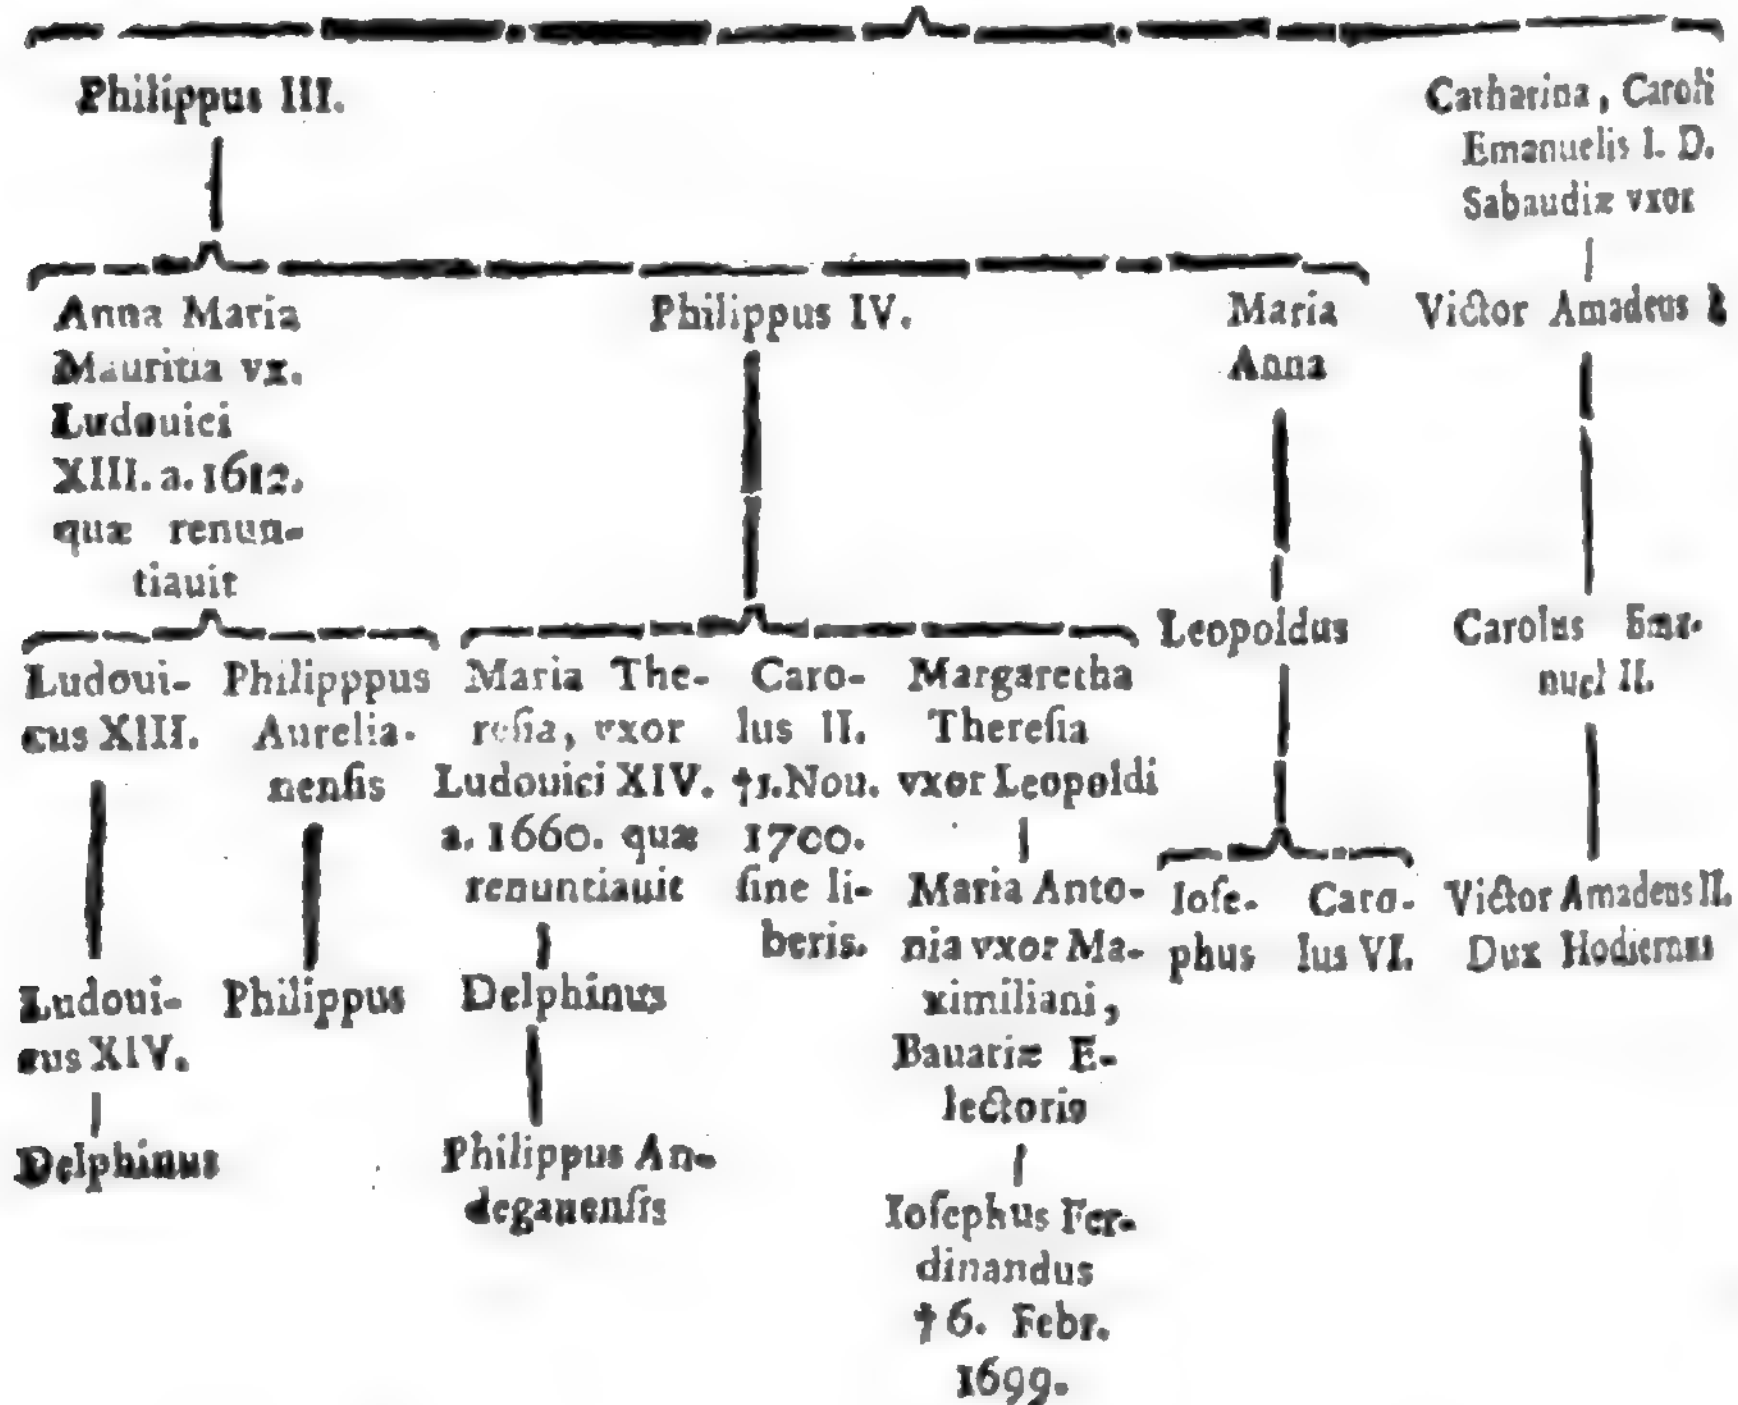 Philippus III.
Catharina, Caroli
Emanuelis I. D.
Sabaudiæ vxor
Anna Maria
Mauritia vx.
Ludouici
XIII. a. 1612.
quæ renun-
tiauit
Philippus IV.
Maria
Anna
Victor Amadeus
Ludoui-
cus XIII.
Philipppus
Aurelia-
nenſis
Maria The-
reſia, vxor
Ludouici XIV.
a. 1660. quæ
renuntiauit
Caro-
lus II.
†1. Nou.
1700.
ſine li-
beris.
Margaretha
Thereſia
vxor Leopoldi
Leopoldus
Carolus Ema-
nuel II.
Ludoui-
cus XIV.
Philippus
Delphinus
Maria Anto-
nia vxor Ma-
ximiliani,
Bauariæ E-
lectoris
Ioſe-
phus
Caro-
lus VI.
Victor Amadeus II.
Dux Hodiernus
Delphinus
Philippus An-
degauenſis
Ioſephus Fer-
dinandus
†6. Febr.
1699.